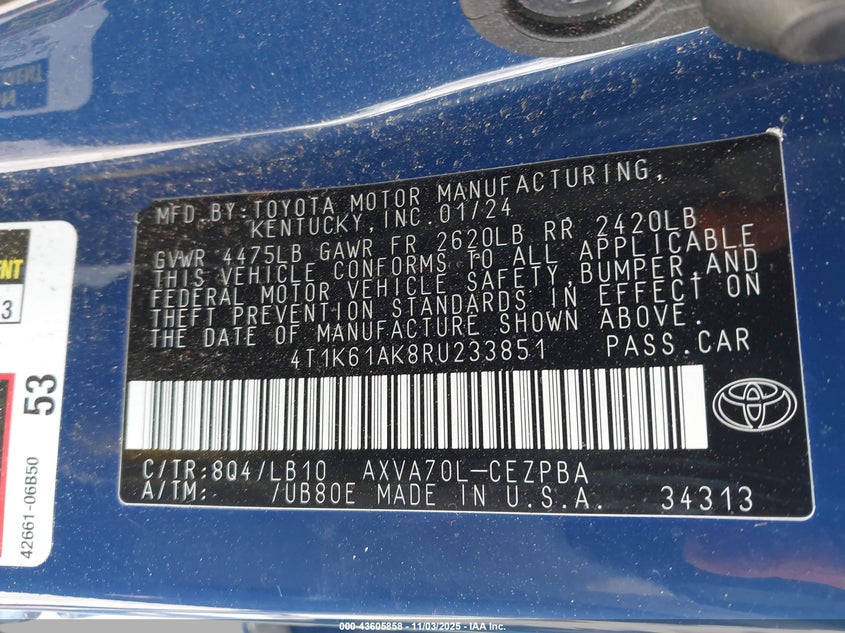 MFD. BY: TOYOTA MOTOR MANUFACTURING,
KENTUCKY, INC. 01/24
GVWR 4475LB GAWR FR 2620LB RR 2420LB
THIS VEHICLE CONFORMS TO ALL APPLICABLE
FEDERAL MOTOR VEHICLE SAFETY, BUMPER, AND
THEFT PREVENTION STANDARDS IN EFFECT ON
THE DATE OF MANUFACTURE SHOWN ABOVE.
4T1K61AK8RU233851 PASS. CAR
C/TR: 8Q4/LB10 AXVA70L-CEZPBA
A/TM: - /UB80E MADE IN U.S.A. 34313
3
53
42661-06B50
000-43605858 - 11/03/2025 - IAA Inc.